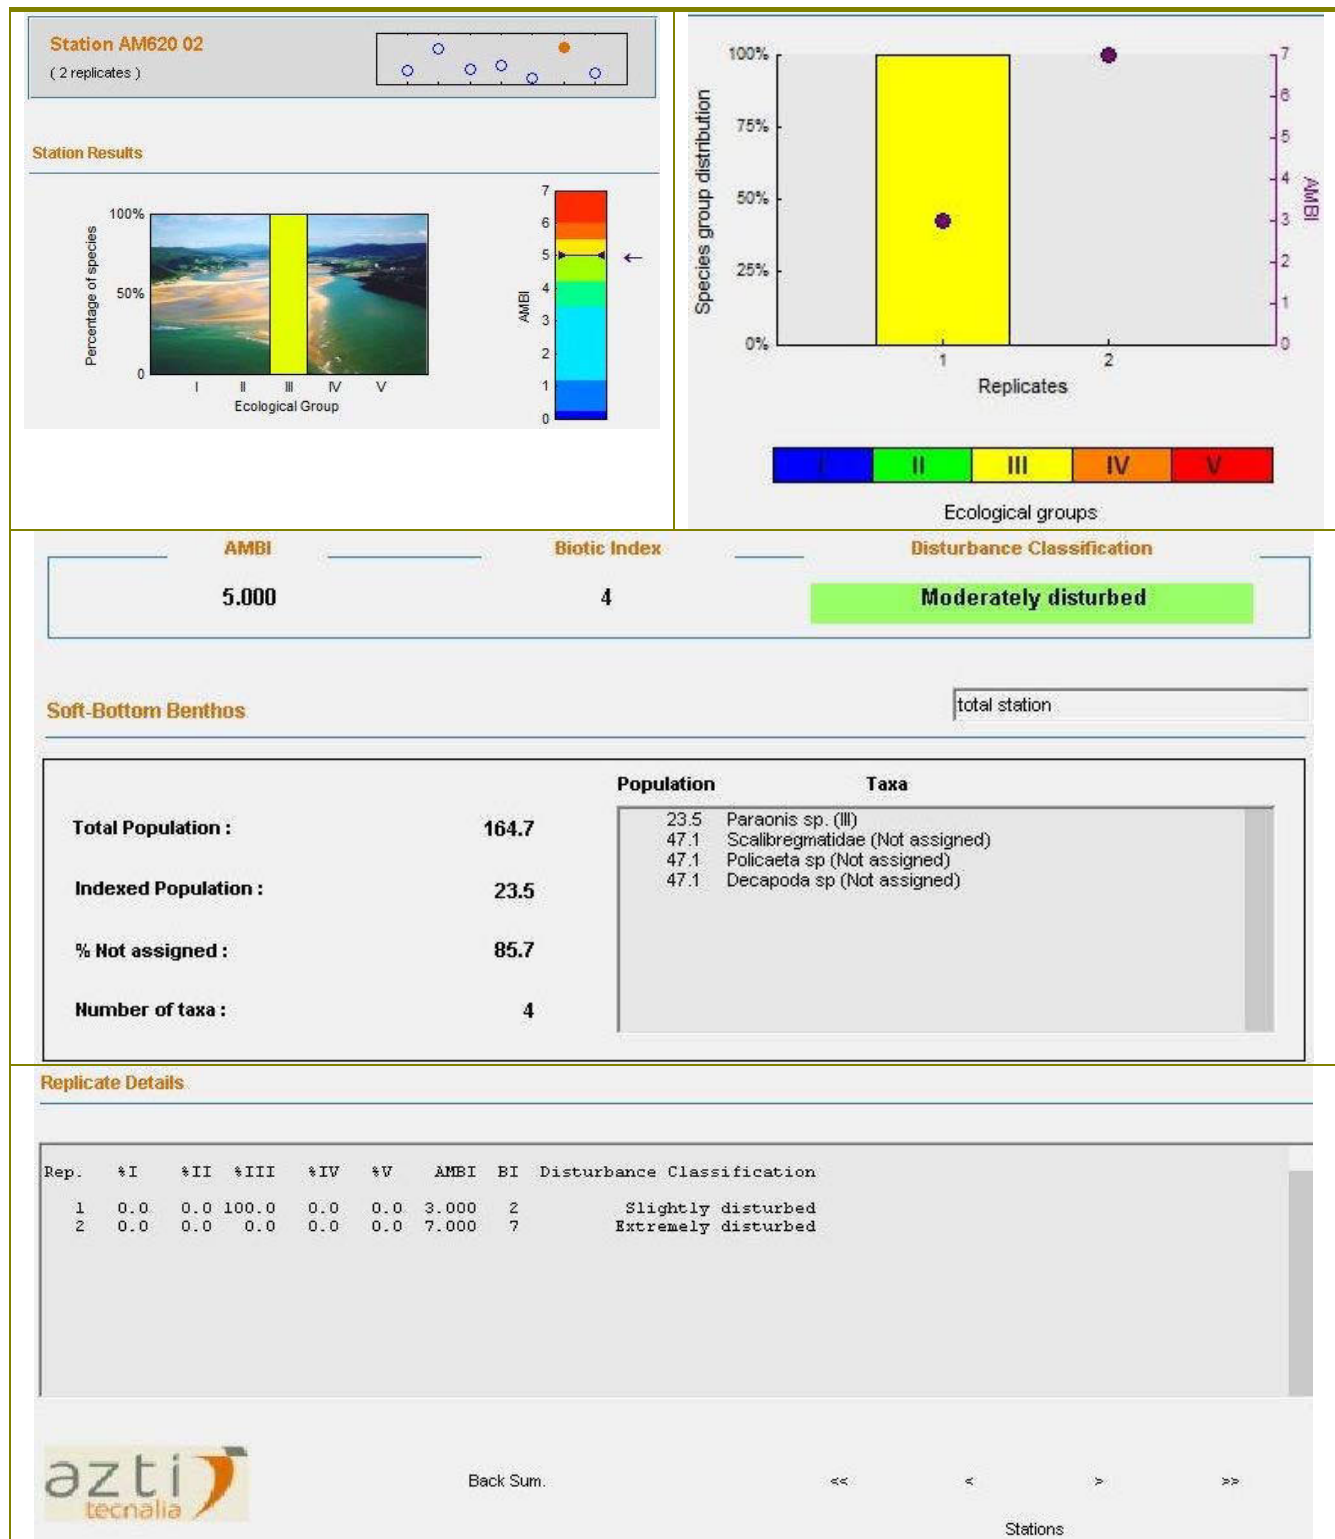 Station AM620 02
( 2 replicates )
Station Results
Percentage of species
100%
50%
0
I II III IV V
Ecological Group
AMBI
7
6
5
4
3
2
1
0
←
Species group distribution
100%
75%
50%
25%
0%
1 2
Replicates
7
6
5
4
3
2
1
0
AMBI
I II III IV V
Ecological groups
AMBI Biotic Index Disturbance Classification
5.000 4 Moderately disturbed
Soft-Bottom Benthos
total station
Total Population : 164.7
Indexed Population : 23.5
% Not assigned : 85.7
Number of taxa : 4
Population Taxa
23.5 Paraonis sp. (III)
47.1 Scalibregmatidae (Not assigned)
47.1 Policaeta sp (Not assigned)
47.1 Decapoda sp (Not assigned)
Replicate Details
Rep. %I %II %III %IV %V AMBI BI Disturbance Classification
1 0.0 0.0 100.0 0.0 0.0 3.000 2 Slightly disturbed
2 0.0 0.0 0.0 0.0 0.0 7.000 7 Extremely disturbed
azti
tecnalia
Back Sum. << < > >>
Stations